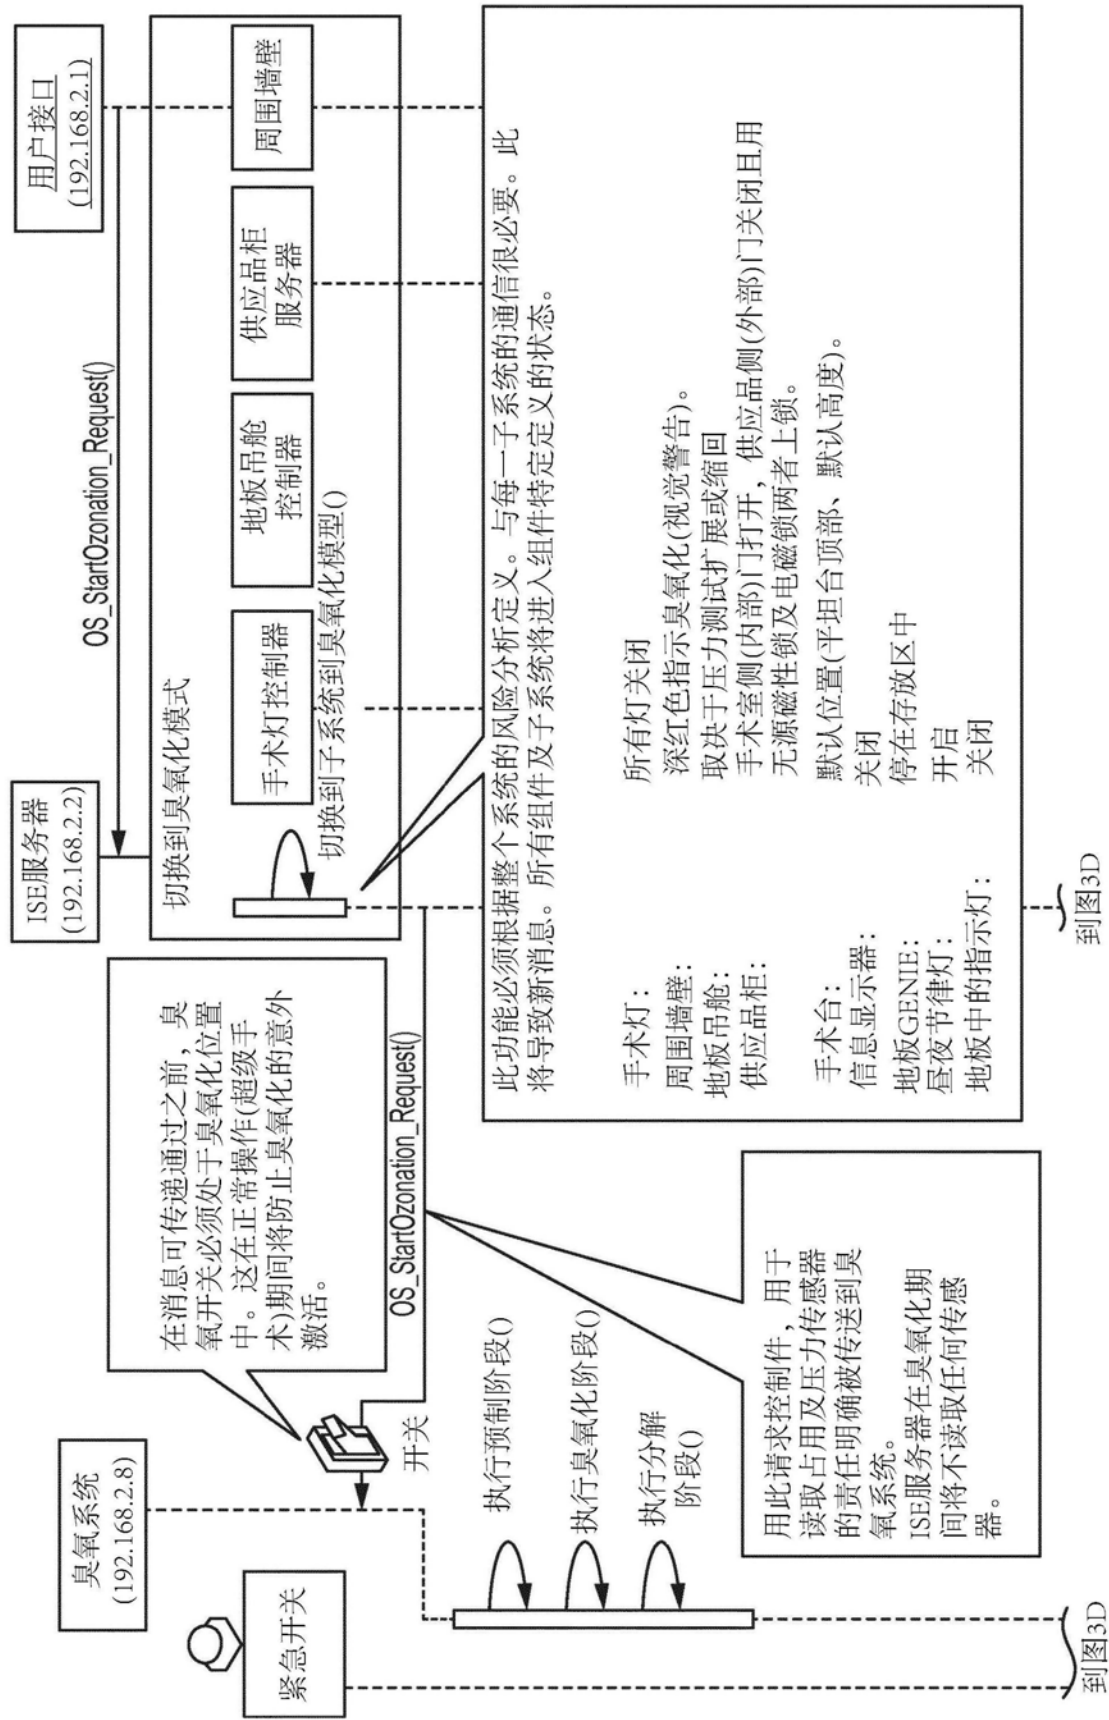 紧急开关
臭氧系统
(192.168.2.8)
ISE服务器
(192.168.2.2)
用户接口
(192.168.2.1)
OS_StartOzonation_Request()
在消息可传递通过之前，臭
氧开关必须处于臭氧化位置
中。这在正常操作(超级手
术)期间将防止臭氧化的意外
激活。
切换到臭氧化模式
手术灯控制器
地板吊舱
控制器
供应品柜
服务器
周围墙壁
切换到子系统到臭氧化模型()
OS_StartOzonation_Request()
开关
执行预制阶段()
执行臭氧化阶段()
执行分解
阶段()
此功能必须根据整个系统的风险分析定义。与每一子系统的通信很必要。此
将导致新消息。所有组件及子系统将进入组件特定定义的状态。
手术灯： 所有灯关闭
周围墙壁： 深红色指示臭氧化(视觉警告)。
地板吊舱： 取决于压力测试扩展或缩回
供应品柜： 手术室侧(内部)门打开，供应品侧(外部)门关闭且用
无源磁性锁及电磁锁两者上锁。
手术台： 默认位置(平坦台顶部、默认高度)。
信息显示器： 关闭
地板GENIE： 停在存放区中
昼夜节律灯： 开启
地板中的指示灯： 关闭
用此请求控制件，用于
读取占用及压力传感器
的责任明确被传送到臭
氧系统。
ISE服务器在臭氧化期
间将不读取任何传感
器。
到图3D
到图3D